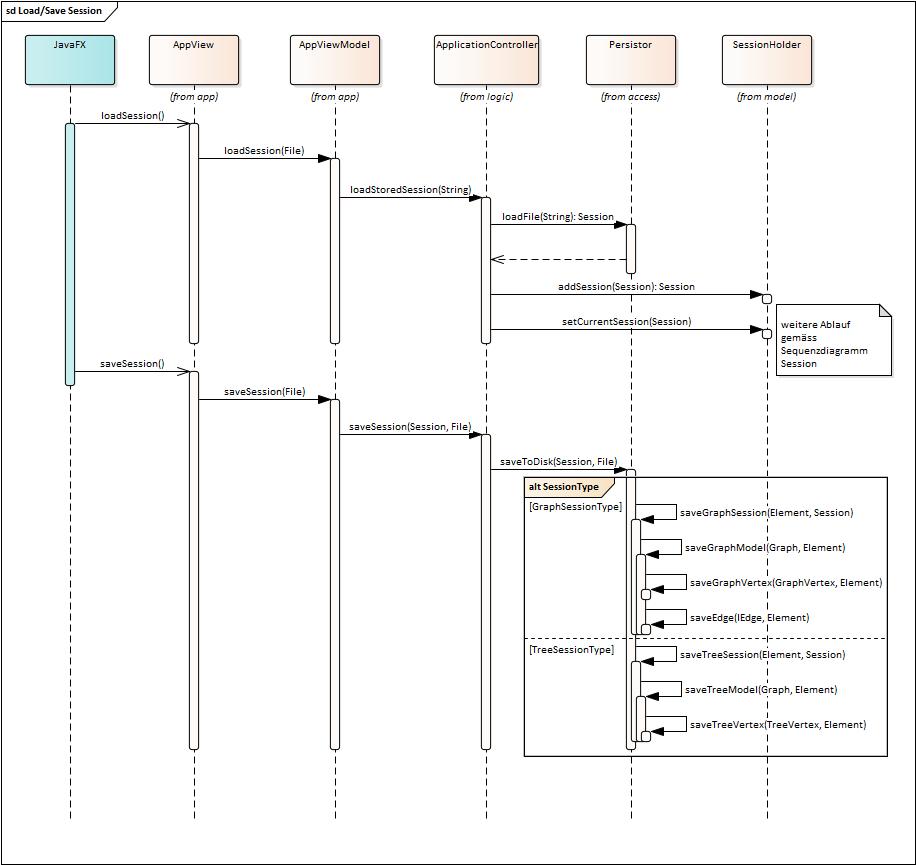 sd Load/Save Session
JavaFX
AppView
AppViewModel
ApplicationController
Persistor
SessionHolder
(from app)
(from app)
(from logic)
(from access)
(from model)
loadSession()
loadSession(File)
loadStoredSession(String)
loadFile(String): Session
addSession(Session): Session
setCurrentSession(Session)
weitere Ablauf
gemäss
Sequenzdiagramm
Session
saveSession()
saveSession(File)
saveSession(Session, File)
saveToDisk(Session, File)
alt SessionType
[GraphSessionType]
saveGraphSession(Element, Session)
saveGraphModel(Graph, Element)
saveGraphVertex(GraphVertex, Element)
saveEdge(IEdge, Element)
[TreeSessionType]
saveTreeSession(Element, Session)
saveTreeModel(Graph, Element)
saveTreeVertex(TreeVertex, Element)